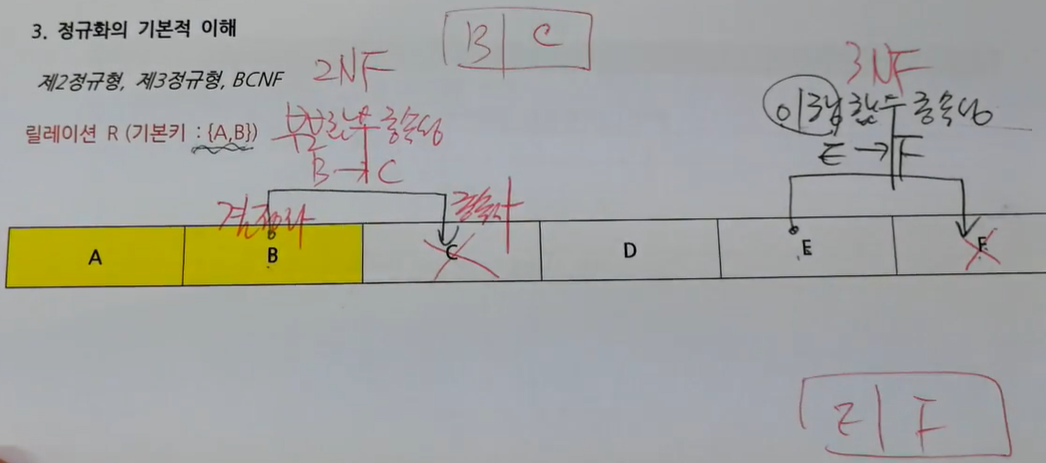 3. 정규화의 기본적 이해
B C
제2정규형, 제3정규형, BCNF
2NF
3NF
릴레이션 R (기본키 : {A,B})
부분함수 종속성
이행함수 종속성
B → C
E → F
결정자
종속자
A B C D E F
E F